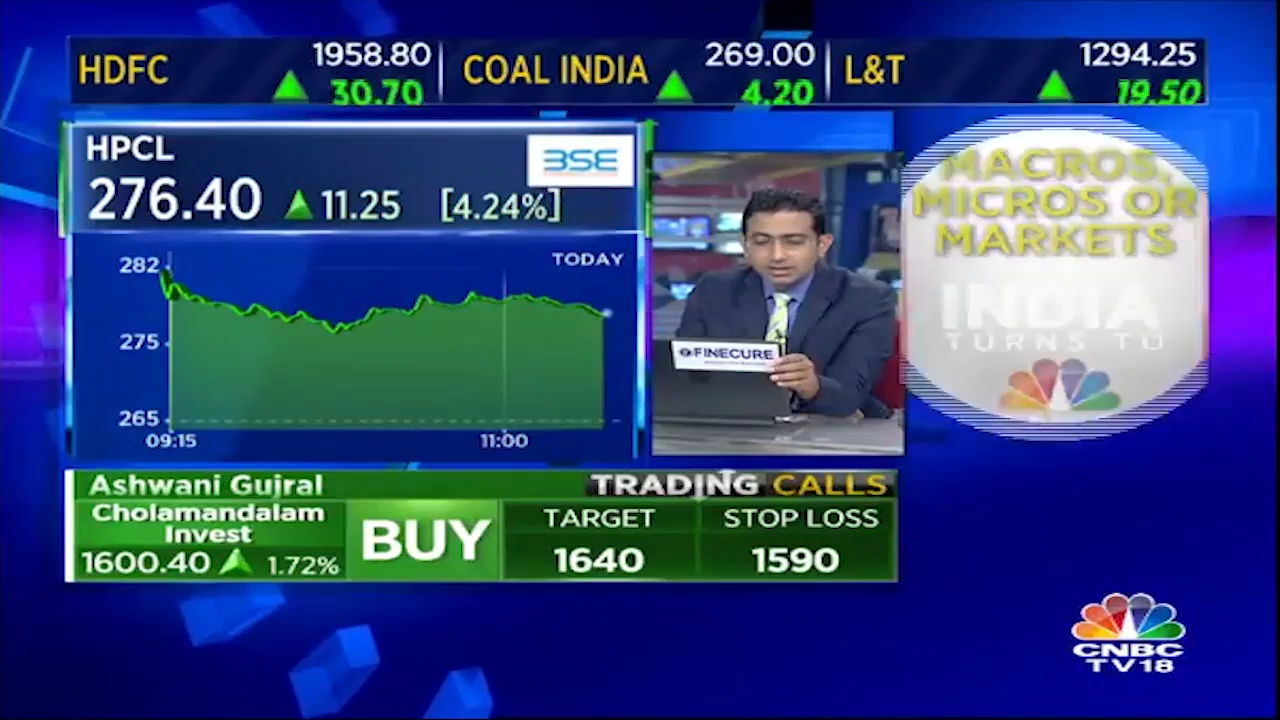 HDFC 1958.80 30.70
COAL INDIA 269.00 4.20
L&T 1294.25 19.50
HPCL
BSE
276.40 11.25 [4.24%]
TODAY
282
275
265
09:15 11:00
FINECURE
MACROS,
MICROS OR
MARKETS
INDIA
TURNS TO
Ashwani Gujral
TRADING CALLS
Cholamandalam
Invest
1600.40 1.72%
BUY
TARGET
1640
STOP LOSS
1590
CNBC
TV18